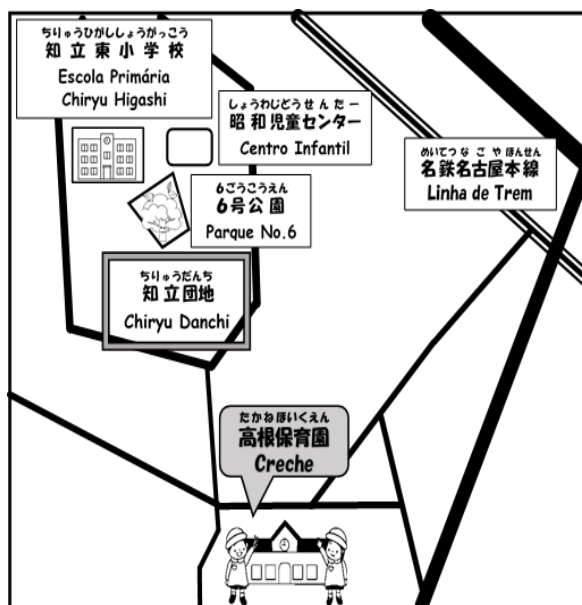 ちりゅうひがししょうがっこう
知立東小学校
Escola Primária
Chiryu Higashi
しょうわじどうせんたー
昭和児童センター
Centro Infantil
めいてつなごやほんせん
名鉄名古屋本線
Linha de Trem
6ごうこうえん
6号公園
Parque No.6
ちりゅうだんち
知立団地
Chiryu Danchi
たかねほいくえん
高根保育園
Creche